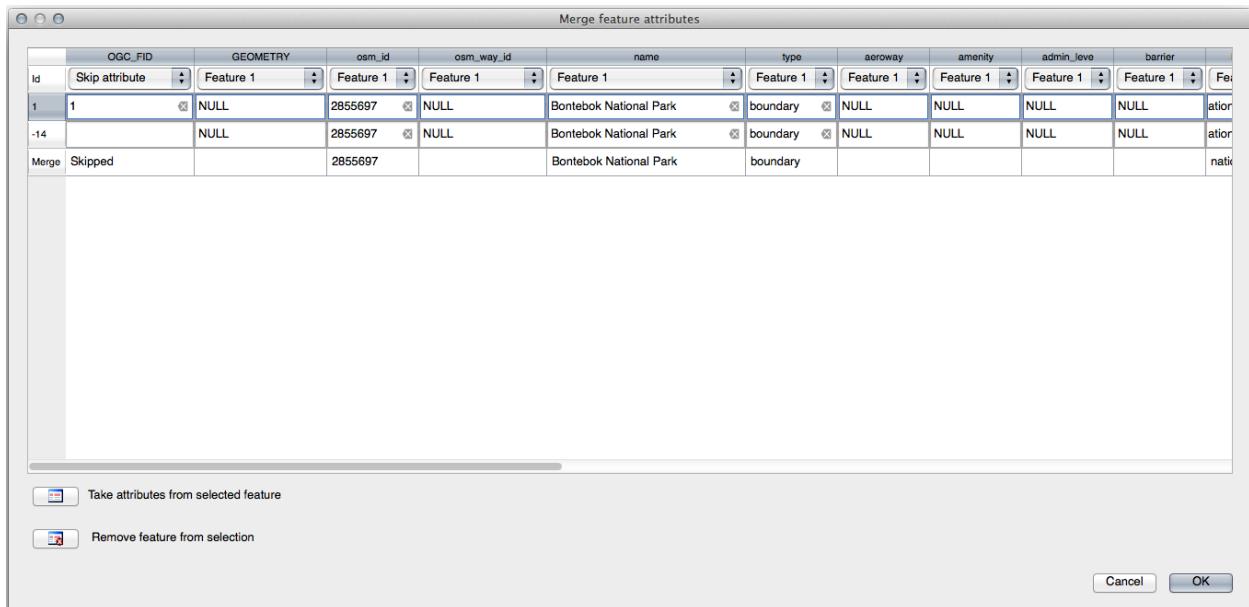 Merge feature attributes
OGC_FID GEOMETRY osm_id osm_way_id name type aeroway amenity admin_leve barrier
Id Skip attribute Feature 1 Feature 1 Feature 1 Feature 1 Feature 1 Feature 1 Feature 1 Feature 1 Feature 1 Fea
1 1 NULL 2855697 NULL Bontebok National Park boundary NULL NULL NULL NULL ation
-14 NULL 2855697 NULL Bontebok National Park boundary NULL NULL NULL NULL ation
Merge Skipped 2855697 Bontebok National Park boundary natio
Take attributes from selected feature
Remove feature from selection
Cancel OK